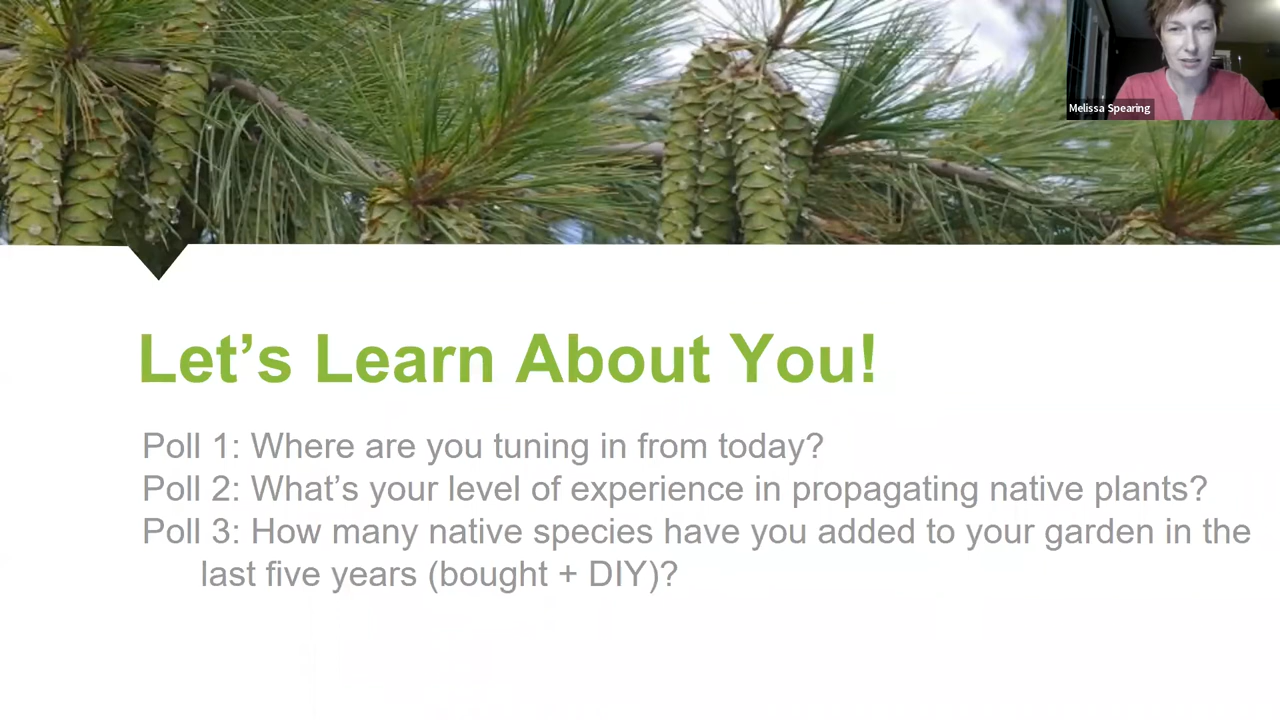 Melissa Spearing
Let’s Learn About You!
Poll 1: Where are you tuning in from today?
Poll 2: What’s your level of experience in propagating native plants?
Poll 3: How many native species have you added to your garden in the
last five years (bought + DIY)?